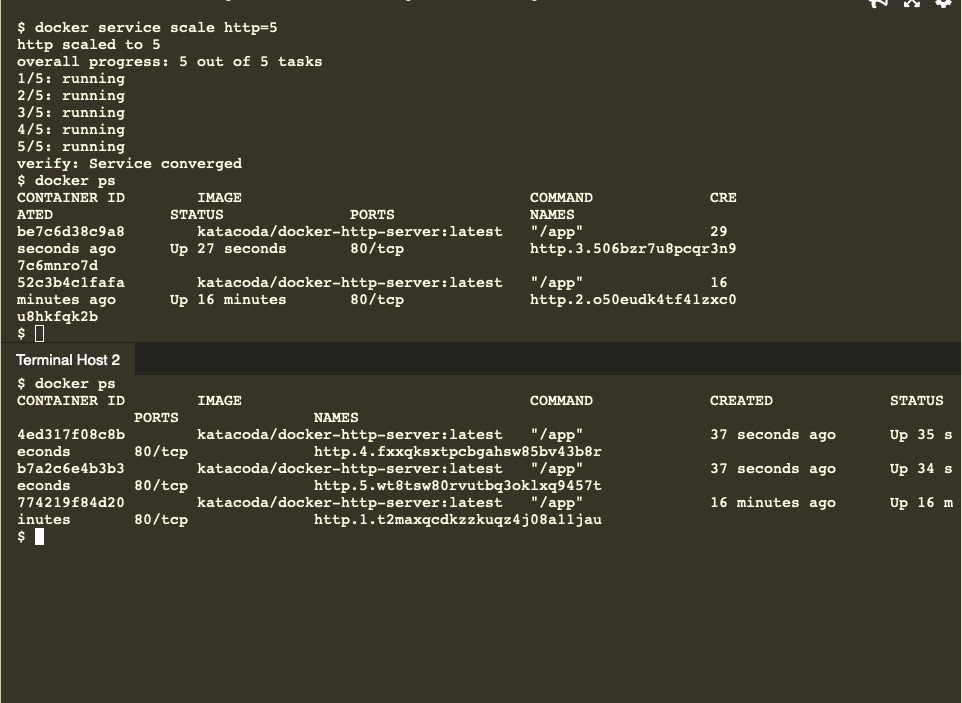 $ docker service scale http=5
http scaled to 5
overall progress: 5 out of 5 tasks
1/5: running
2/5: running
3/5: running
4/5: running
5/5: running
verify: Service converged
$ docker ps
CONTAINER ID        IMAGE                                COMMAND             CRE
ATED             STATUS              PORTS               NAMES
be7c6d38c9a8        katacoda/docker-http-server:latest   "/app"              29
seconds ago      Up 27 seconds       80/tcp              http.3.506bzr7u8pcqr3n9
7c6mnro7d
52c3b4c1fafa        katacoda/docker-http-server:latest   "/app"              16
minutes ago      Up 16 minutes       80/tcp              http.2.o50eudk4tf41zxc0
u8hkfqk2b
$
Terminal Host 2
$ docker ps
CONTAINER ID        IMAGE                                COMMAND             CREATED             STATUS
             PORTS               NAMES
4ed317f08c8b        katacoda/docker-http-server:latest   "/app"              37 seconds ago      Up 35 s
econds       80/tcp              http.4.fxxqksxtpcbgahsw85bv43b8r
b7a2c6e4b3b3        katacoda/docker-http-server:latest   "/app"              37 seconds ago      Up 34 s
econds       80/tcp              http.5.wt8tsw80rvutbq3oklxq9457t
774219f84d20        katacoda/docker-http-server:latest   "/app"              16 minutes ago      Up 16 m
inutes       80/tcp              http.1.t2maxqcdkzzkuqz4j08a11jau
$